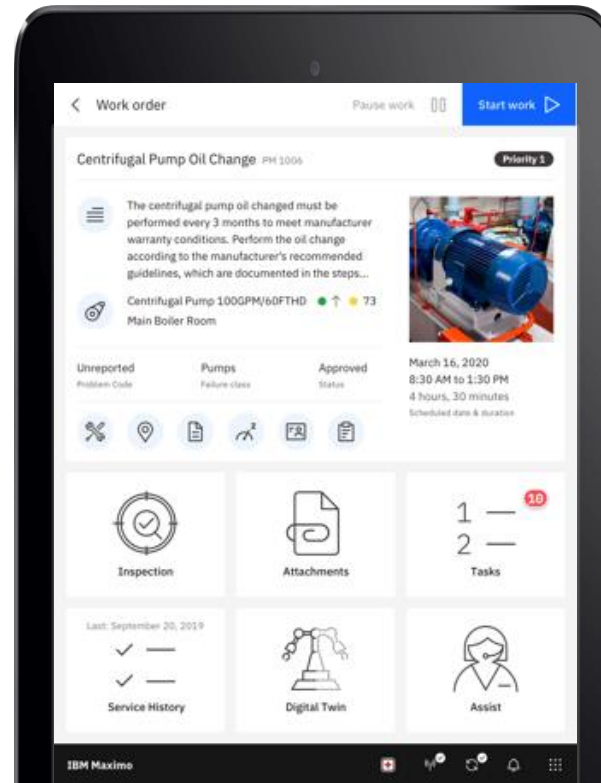 Work order
Pause work
Start work
Centrifugal Pump Oil Change PM 1006
Priority 1
The centrifugal pump oil changed must be
performed every 3 months to meet manufacturer
warranty conditions. Perform the oil change
according to the manufacturer's recommended
guidelines, which are documented in the steps...
Centrifugal Pump 100GPM/60FTHD 73
Main Boiler Room
Unreported
Problem Code
Pumps
Failure class
Approved
Status
March 16, 2020
8:30 AM to 1:30 PM
4 hours, 30 minutes
Scheduled date & duration
Inspection
Attachments
1
2
10
Tasks
Last: September 20, 2019
Service History
Digital Twin
Assist
IBM Maximo